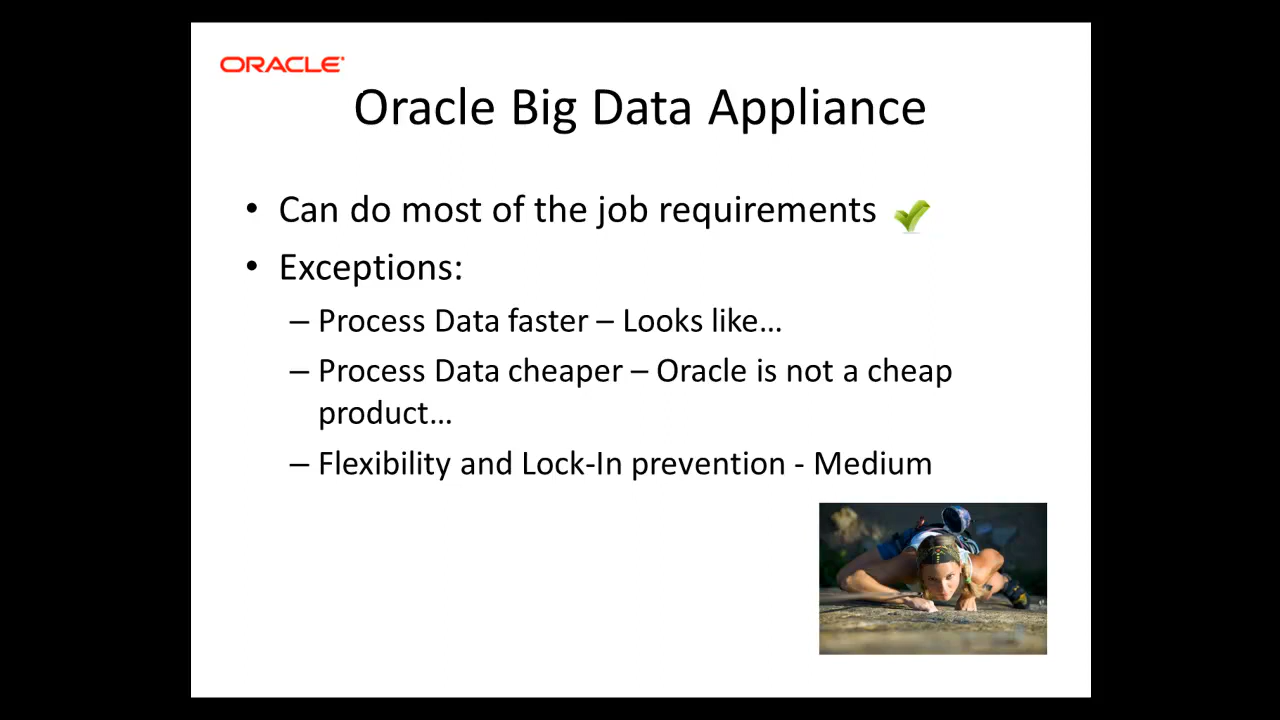 ORACLE
Oracle Big Data Appliance
• Can do most of the job requirements
• Exceptions:
– Process Data faster – Looks like…
– Process Data cheaper – Oracle is not a cheap
product…
– Flexibility and Lock-In prevention - Medium